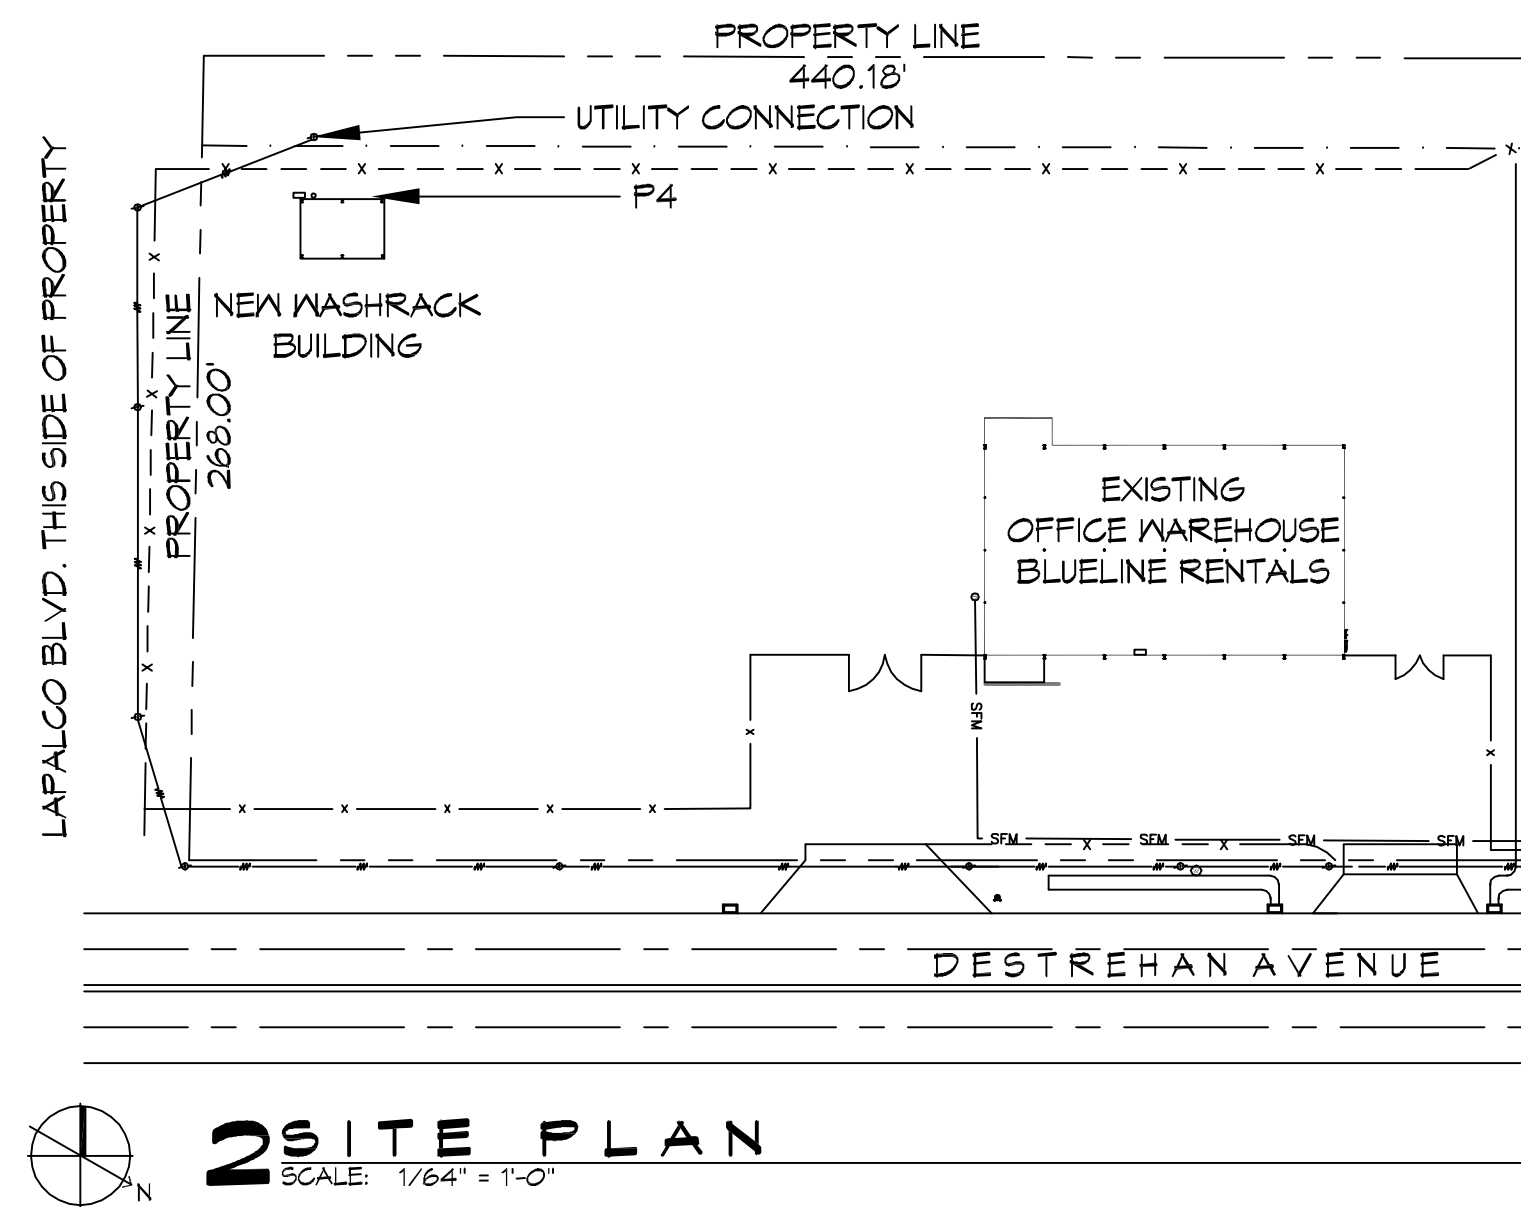 PROPERTY LINE
440.18'
UTILITY CONNECTION
P4
NEW WASHRACK
BUILDING
LAPALCO BLVD. THIS SIDE OF PROPERTY
PROPERTY LINE
268.00'
EXISTING
OFFICE WAREHOUSE
BLUELINE RENTALS
SFM
SFM SFM SFM SFM
DESTREHAN AVENUE
N
2 SITE PLAN
SCALE: 1/64" = 1'-0"